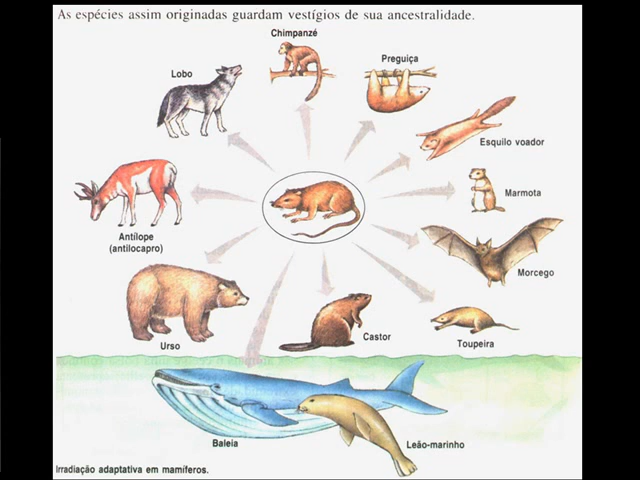 As espécies assim originadas guardam vestígios de sua ancestralidade.
Chimpanzé
Preguiça
Lobo
Esquilo voador
Marmota
Antílope
(antilocapro)
Morcego
Urso
Castor
Toupeira
Baleia
Leão-marinho
Irradiação adaptativa em mamíferos.